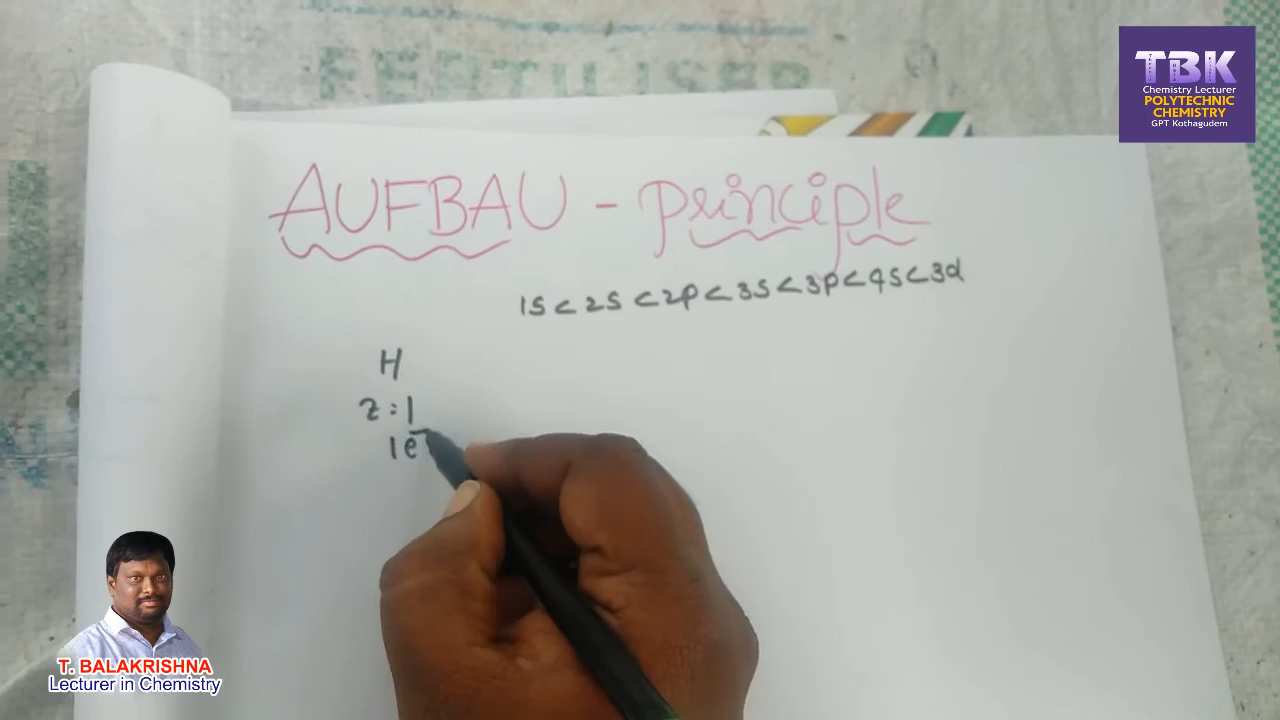 FERTILISER
TBK
Chemistry Lecturer
POLYTECHNIC
CHEMISTRY
GPT Kothagudem
AUFBAU - principle
1S < 2S < 2p < 3S < 3p < 4S < 3d
H
Z = 1
1e⁻
T. BALAKRISHNA
Lecturer in Chemistry